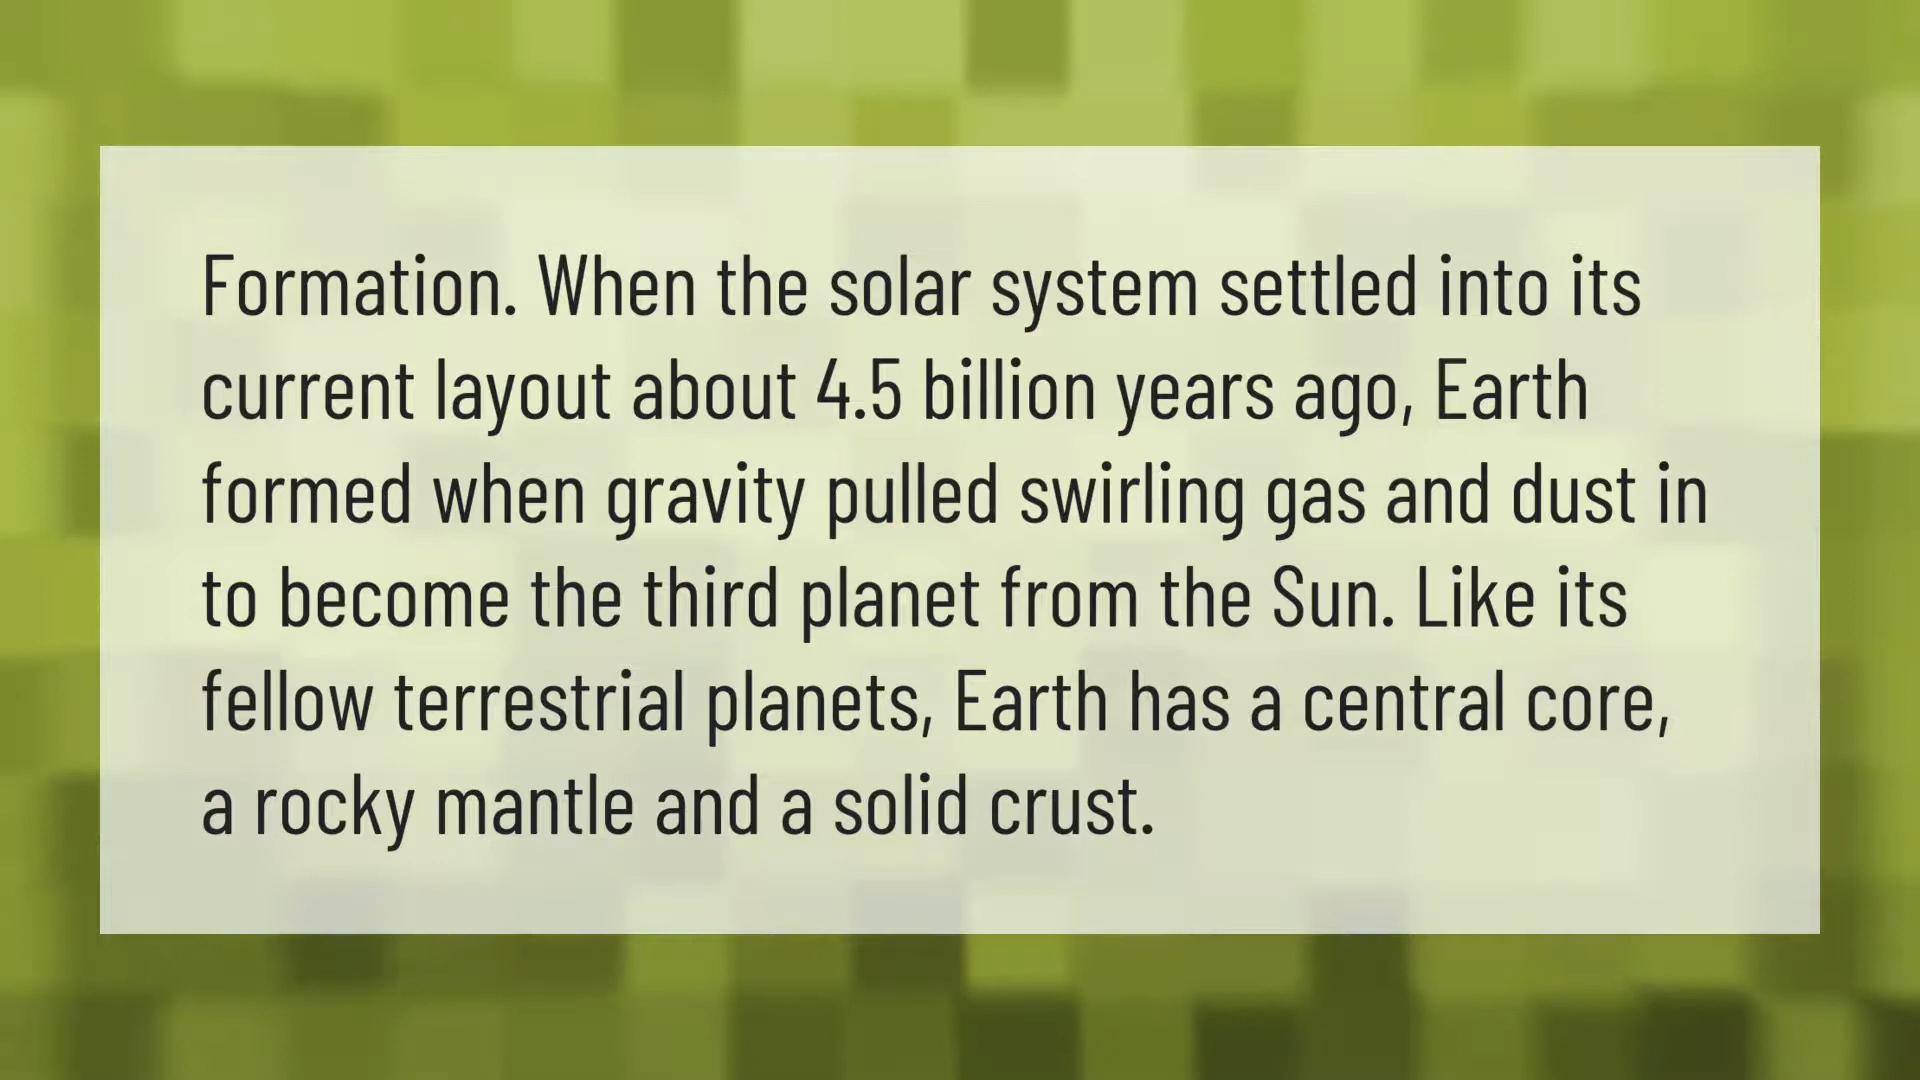 Formation. When the solar system settled into its
current layout about 4.5 billion years ago, Earth
formed when gravity pulled swirling gas and dust in
to become the third planet from the Sun. Like its
fellow terrestrial planets, Earth has a central core,
a rocky mantle and a solid crust.